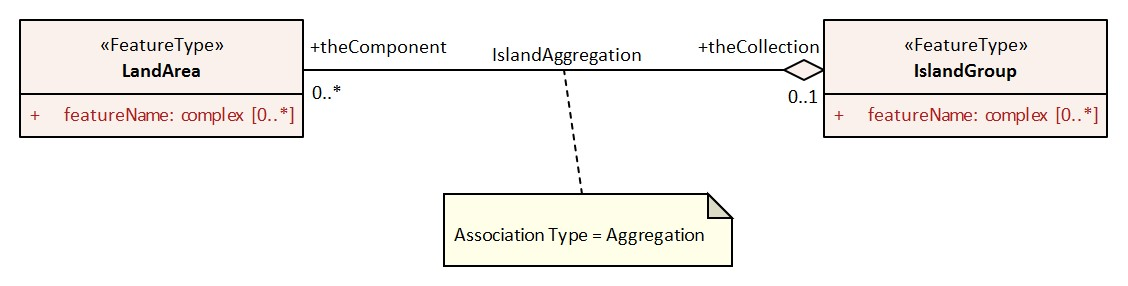 «FeatureType»
LandArea
+ featureName: complex [0..*]
+theComponent
0..*
IslandAggregation
+theCollection
0..1
«FeatureType»
IslandGroup
+ featureName: complex [0..*]
Association Type = Aggregation